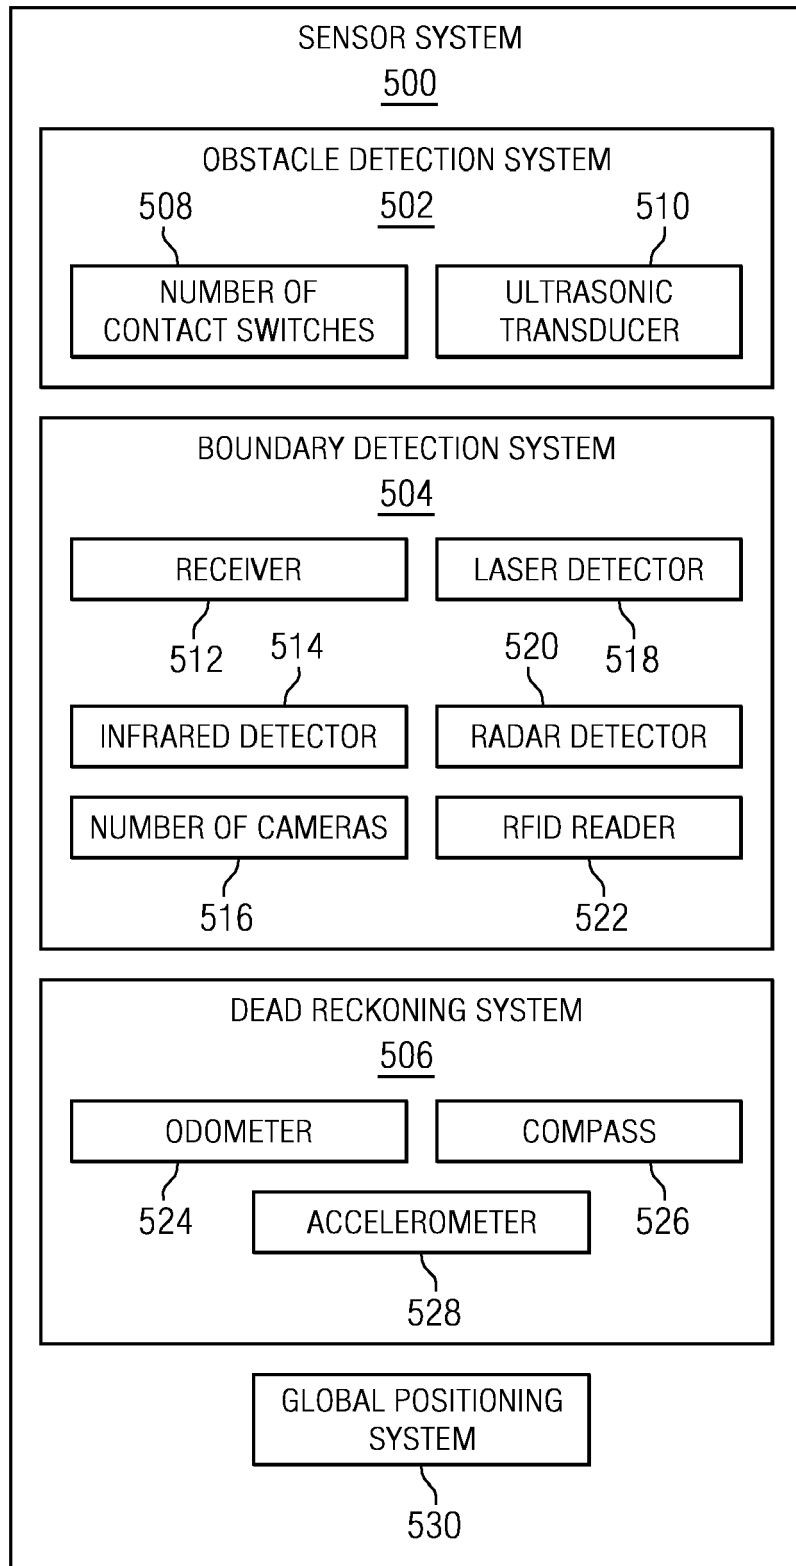 SENSOR SYSTEM
500
OBSTACLE DETECTION SYSTEM
508
502
510
NUMBER OF
CONTACT SWITCHES
ULTRASONIC
TRANSDUCER
BOUNDARY DETECTION SYSTEM
504
RECEIVER
LASER DETECTOR
512
514
520
518
INFRARED DETECTOR
RADAR DETECTOR
NUMBER OF CAMERAS
RFID READER
516
522
DEAD RECKONING SYSTEM
506
ODOMETER
COMPASS
524
526
ACCELEROMETER
528
GLOBAL POSITIONING
SYSTEM
530